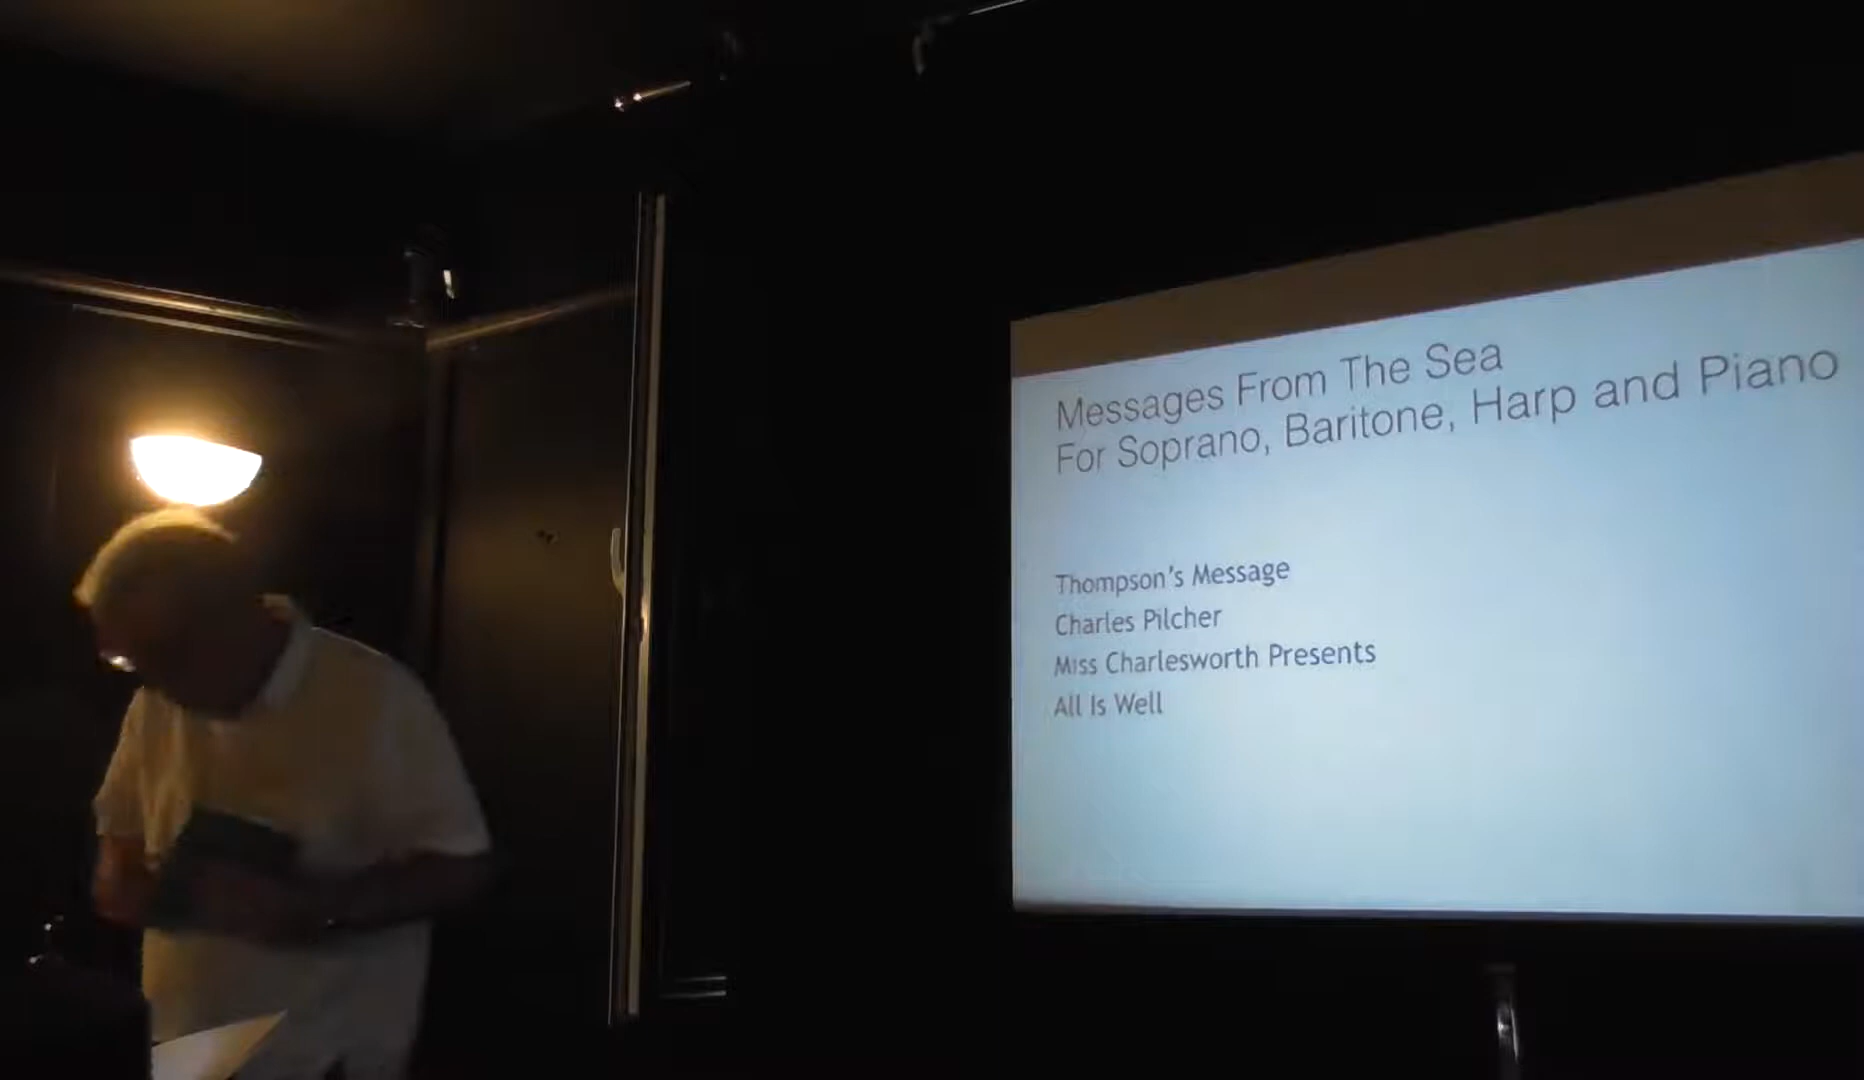 Messages From The Sea
For Soprano, Baritone, Harp and Piano
Thompson's Message
Charles Pilcher
Miss Charlesworth Presents
All Is Well